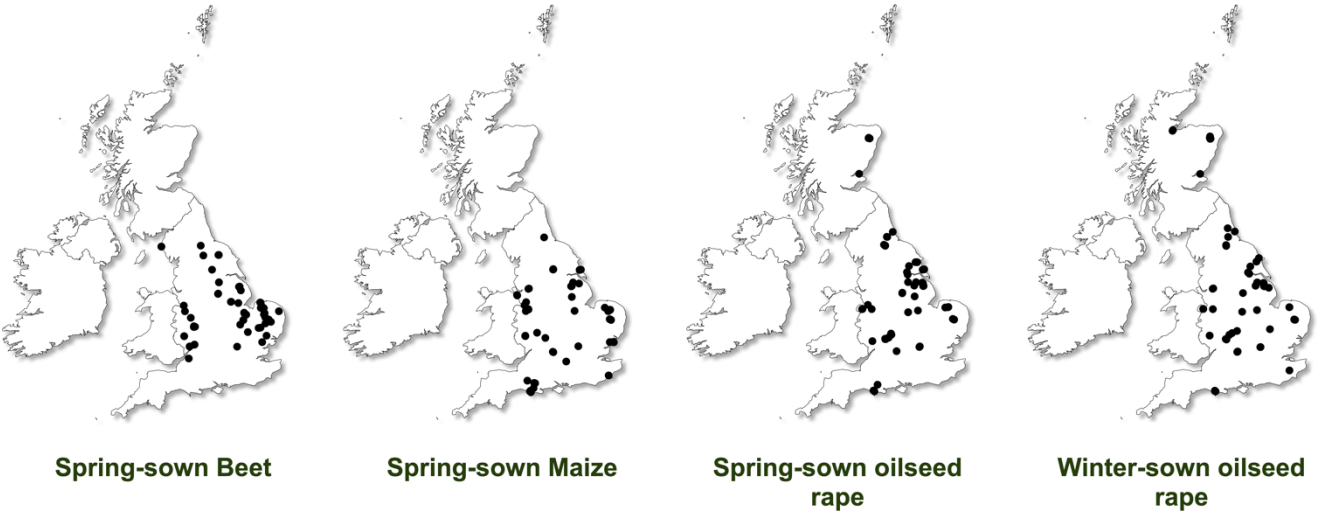 Spring-sown Beet
Spring-sown Maize
Spring-sown oilseed
rape
Winter-sown oilseed
rape